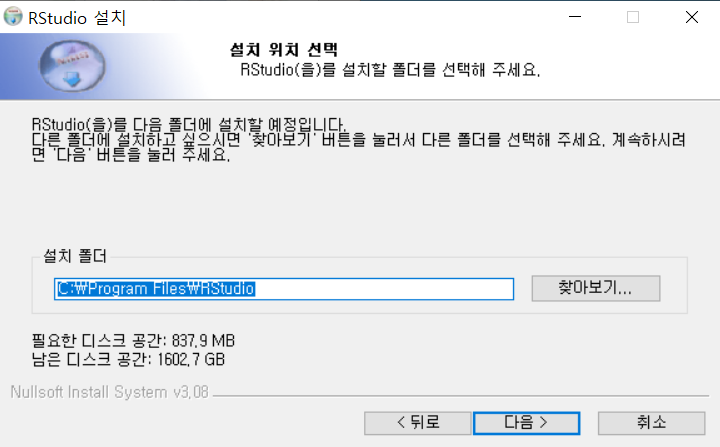 RStudio 설치
설치 위치 선택
RStudio(을)를 설치할 폴더를 선택해 주세요.
RStudio(을)를 다음 폴더에 설치할 예정입니다.
다른 폴더에 설치하고 싶으시면 '찾아보기' 버튼을 눌러서 다른 폴더를 선택해 주세요. 계속하시려
면 '다음' 버튼을 눌러 주세요.
설치 폴더
C:₩Program Files₩RStudio
찾아보기...
필요한 디스크 공간: 837.9 MB
남은 디스크 공간: 1602.7 GB
Nullsoft Install System v3.08
< 뒤로
다음 >
취소